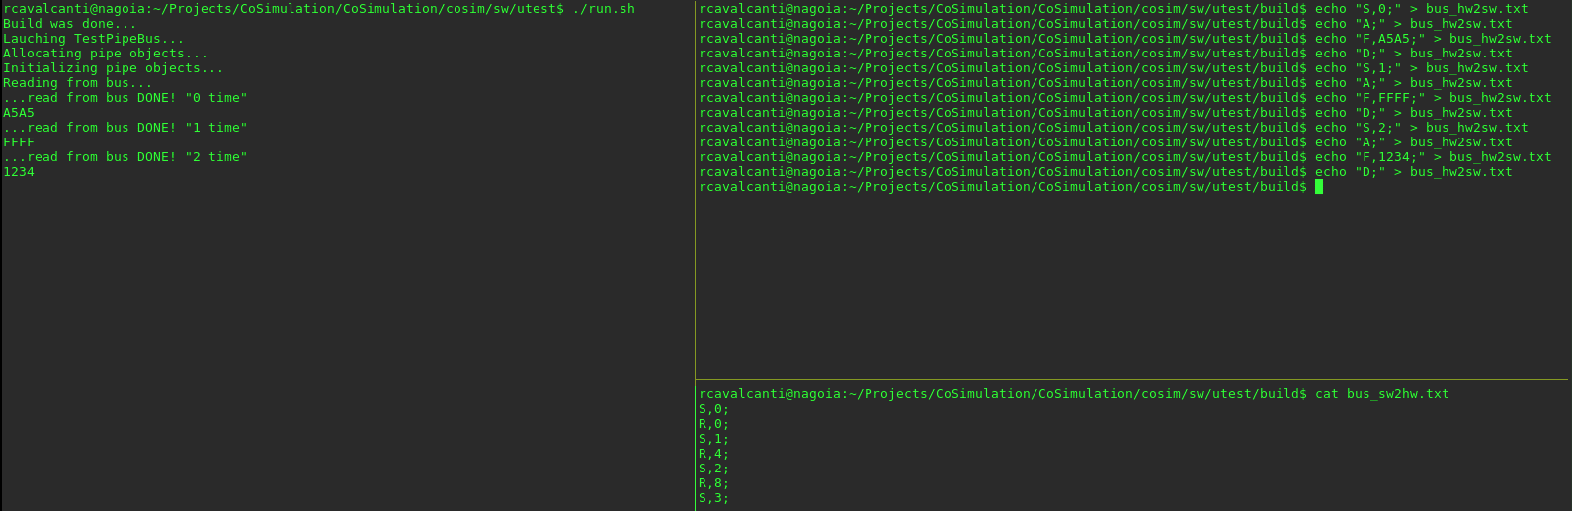 rcavalcanti@nagoia:~/Projects/CoSimulation/CoSimulation/cosim/sw/utest$ ./run.sh
Build was done...
Lauching TestPipeBus...
Allocating pipe objects...
Initializing pipe objects...
Reading from bus...
...read from bus DONE! "0 time"
A5A5
...read from bus DONE! "1 time"
FFFF
...read from bus DONE! "2 time"
1234
rcavalcanti@nagoia:~/Projects/CoSimulation/CoSimulation/cosim/sw/utest/build$ echo "S,0;" > bus_hw2sw.txt
rcavalcanti@nagoia:~/Projects/CoSimulation/CoSimulation/cosim/sw/utest/build$ echo "A;" > bus_hw2sw.txt
rcavalcanti@nagoia:~/Projects/CoSimulation/CoSimulation/cosim/sw/utest/build$ echo "F,A5A5;" > bus_hw2sw.txt
rcavalcanti@nagoia:~/Projects/CoSimulation/CoSimulation/cosim/sw/utest/build$ echo "D;" > bus_hw2sw.txt
rcavalcanti@nagoia:~/Projects/CoSimulation/CoSimulation/cosim/sw/utest/build$ echo "S,1;" > bus_hw2sw.txt
rcavalcanti@nagoia:~/Projects/CoSimulation/CoSimulation/cosim/sw/utest/build$ echo "A;" > bus_hw2sw.txt
rcavalcanti@nagoia:~/Projects/CoSimulation/CoSimulation/cosim/sw/utest/build$ echo "F,FFFF;" > bus_hw2sw.txt
rcavalcanti@nagoia:~/Projects/CoSimulation/CoSimulation/cosim/sw/utest/build$ echo "D;" > bus_hw2sw.txt
rcavalcanti@nagoia:~/Projects/CoSimulation/CoSimulation/cosim/sw/utest/build$ echo "S,2;" > bus_hw2sw.txt
rcavalcanti@nagoia:~/Projects/CoSimulation/CoSimulation/cosim/sw/utest/build$ echo "A;" > bus_hw2sw.txt
rcavalcanti@nagoia:~/Projects/CoSimulation/CoSimulation/cosim/sw/utest/build$ echo "F,1234;" > bus_hw2sw.txt
rcavalcanti@nagoia:~/Projects/CoSimulation/CoSimulation/cosim/sw/utest/build$ echo "D;" > bus_hw2sw.txt
rcavalcanti@nagoia:~/Projects/CoSimulation/CoSimulation/cosim/sw/utest/build$
rcavalcanti@nagoia:~/Projects/CoSimulation/CoSimulation/cosim/sw/utest/build$ cat bus_sw2hw.txt
S,0;
R,0;
S,1;
R,4;
S,2;
R,8;
S,3;